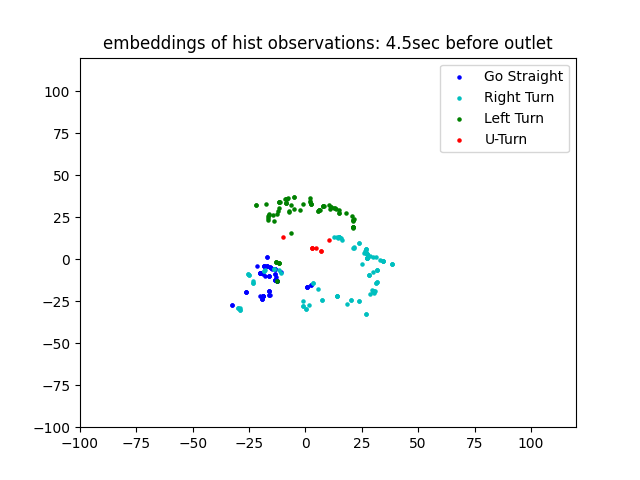 embeddings of hist observations: 4.5sec before outlet
Go Straight
Right Turn
Left Turn
U-Turn
100
75
50
25
0
−25
−50
−75
−100
−100 −75 −50 −25 0 25 50 75 100